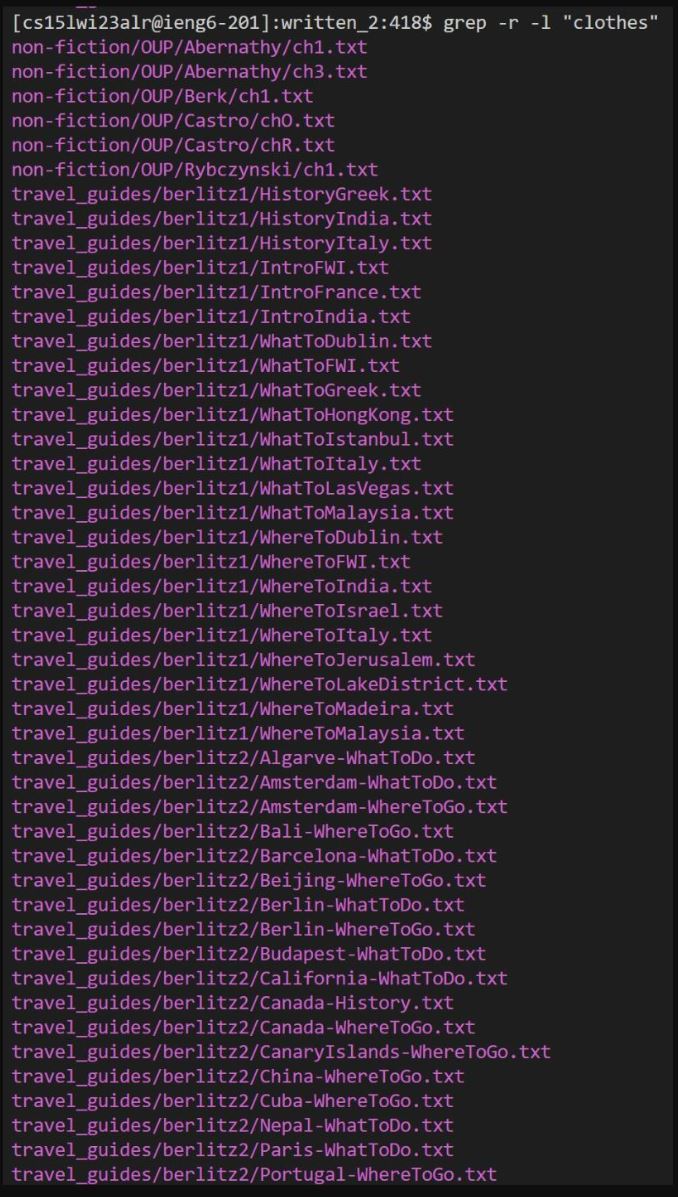 [cs15lwi23alr@ieng6-201]:written_2:418$ grep -r -l "clothes"
non-fiction/OUP/Abernathy/ch1.txt
non-fiction/OUP/Abernathy/ch3.txt
non-fiction/OUP/Berk/ch1.txt
non-fiction/OUP/Castro/chO.txt
non-fiction/OUP/Castro/chR.txt
non-fiction/OUP/Rybczynski/ch1.txt
travel_guides/berlitz1/HistoryGreek.txt
travel_guides/berlitz1/HistoryIndia.txt
travel_guides/berlitz1/HistoryItaly.txt
travel_guides/berlitz1/IntroFWI.txt
travel_guides/berlitz1/IntroFrance.txt
travel_guides/berlitz1/IntroIndia.txt
travel_guides/berlitz1/WhatToDublin.txt
travel_guides/berlitz1/WhatToFWI.txt
travel_guides/berlitz1/WhatToGreek.txt
travel_guides/berlitz1/WhatToHongKong.txt
travel_guides/berlitz1/WhatToIstanbul.txt
travel_guides/berlitz1/WhatToItaly.txt
travel_guides/berlitz1/WhatToLasVegas.txt
travel_guides/berlitz1/WhatToMalaysia.txt
travel_guides/berlitz1/WhereToDublin.txt
travel_guides/berlitz1/WhereToFWI.txt
travel_guides/berlitz1/WhereToIndia.txt
travel_guides/berlitz1/WhereToIsrael.txt
travel_guides/berlitz1/WhereToItaly.txt
travel_guides/berlitz1/WhereToJerusalem.txt
travel_guides/berlitz1/WhereToLakeDistrict.txt
travel_guides/berlitz1/WhereToMadeira.txt
travel_guides/berlitz1/WhereToMalaysia.txt
travel_guides/berlitz2/Algarve-WhatToDo.txt
travel_guides/berlitz2/Amsterdam-WhatToDo.txt
travel_guides/berlitz2/Amsterdam-WhereToGo.txt
travel_guides/berlitz2/Bali-WhereToGo.txt
travel_guides/berlitz2/Barcelona-WhatToDo.txt
travel_guides/berlitz2/Beijing-WhereToGo.txt
travel_guides/berlitz2/Berlin-WhatToDo.txt
travel_guides/berlitz2/Berlin-WhereToGo.txt
travel_guides/berlitz2/Budapest-WhatToDo.txt
travel_guides/berlitz2/California-WhatToDo.txt
travel_guides/berlitz2/Canada-History.txt
travel_guides/berlitz2/Canada-WhereToGo.txt
travel_guides/berlitz2/CanaryIslands-WhereToGo.txt
travel_guides/berlitz2/China-WhereToGo.txt
travel_guides/berlitz2/Cuba-WhereToGo.txt
travel_guides/berlitz2/Nepal-WhatToDo.txt
travel_guides/berlitz2/Paris-WhatToDo.txt
travel_guides/berlitz2/Portugal-WhereToGo.txt